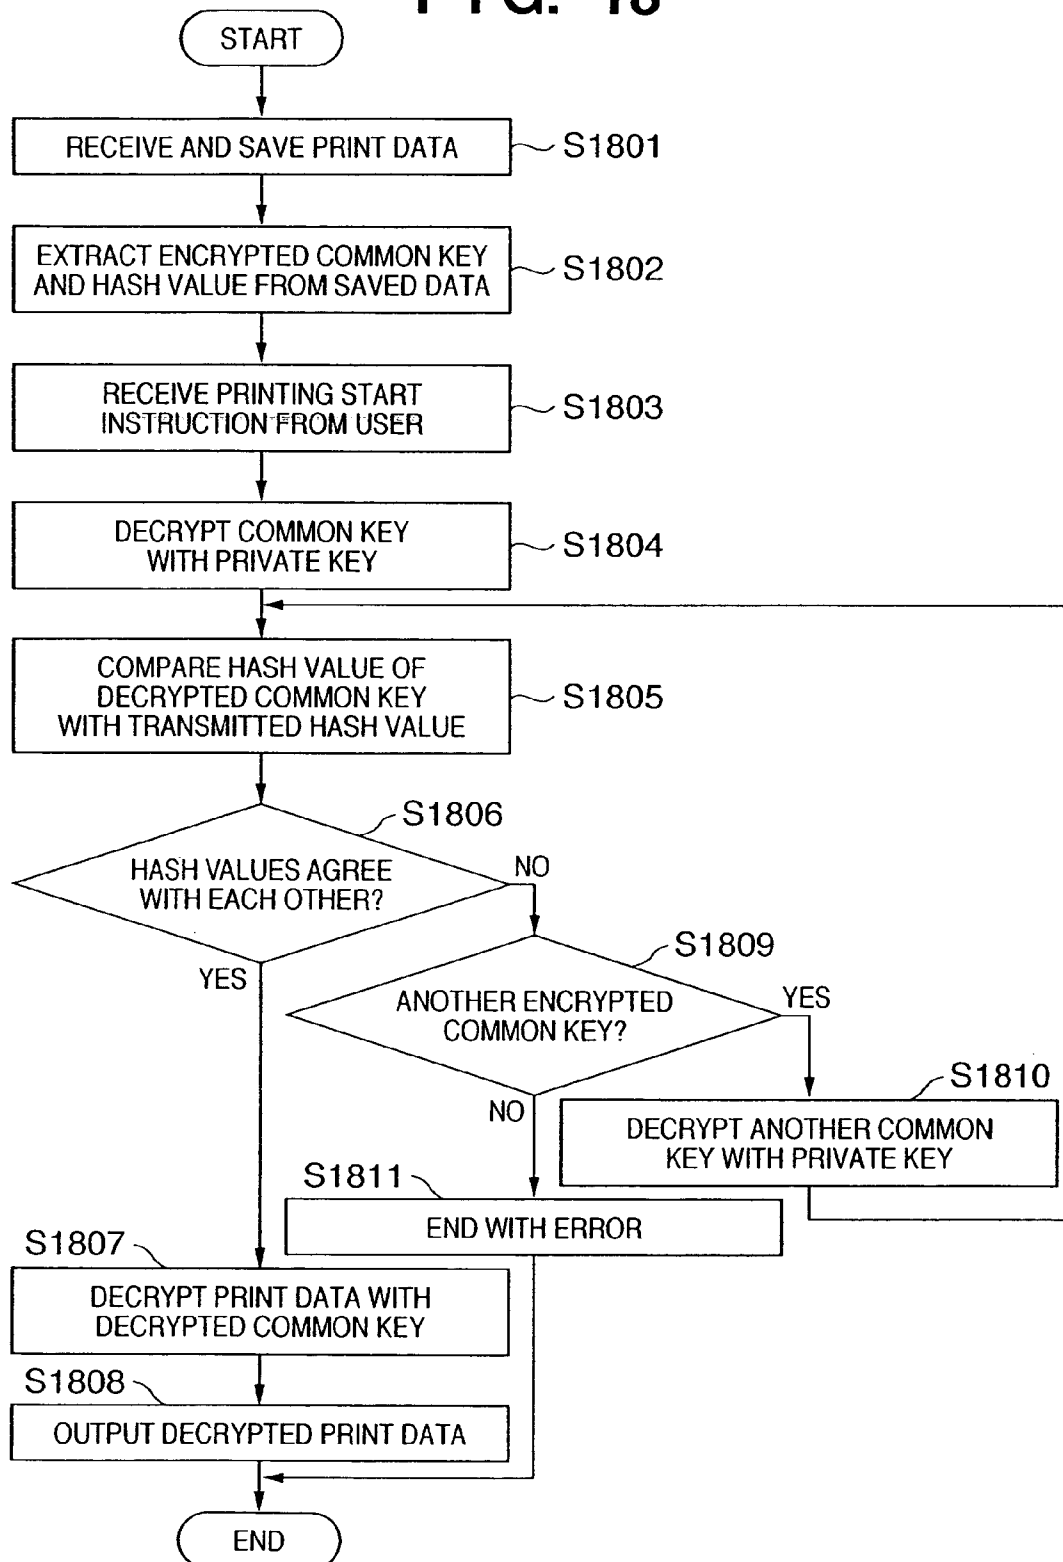 FIG. 18
START
RECEIVE AND SAVE PRINT DATA
S1801
EXTRACT ENCRYPTED COMMON KEY
AND HASH VALUE FROM SAVED DATA
S1802
RECEIVE PRINTING START
INSTRUCTION FROM USER
S1803
DECRYPT COMMON KEY
WITH PRIVATE KEY
S1804
COMPARE HASH VALUE OF
DECRYPTED COMMON KEY
WITH TRANSMITTED HASH VALUE
S1805
S1806
HASH VALUES AGREE
WITH EACH OTHER?
NO
YES
S1809
ANOTHER ENCRYPTED
COMMON KEY?
YES
NO
S1810
DECRYPT ANOTHER COMMON
KEY WITH PRIVATE KEY
S1811
END WITH ERROR
S1807
DECRYPT PRINT DATA WITH
DECRYPTED COMMON KEY
S1808
OUTPUT DECRYPTED PRINT DATA
END